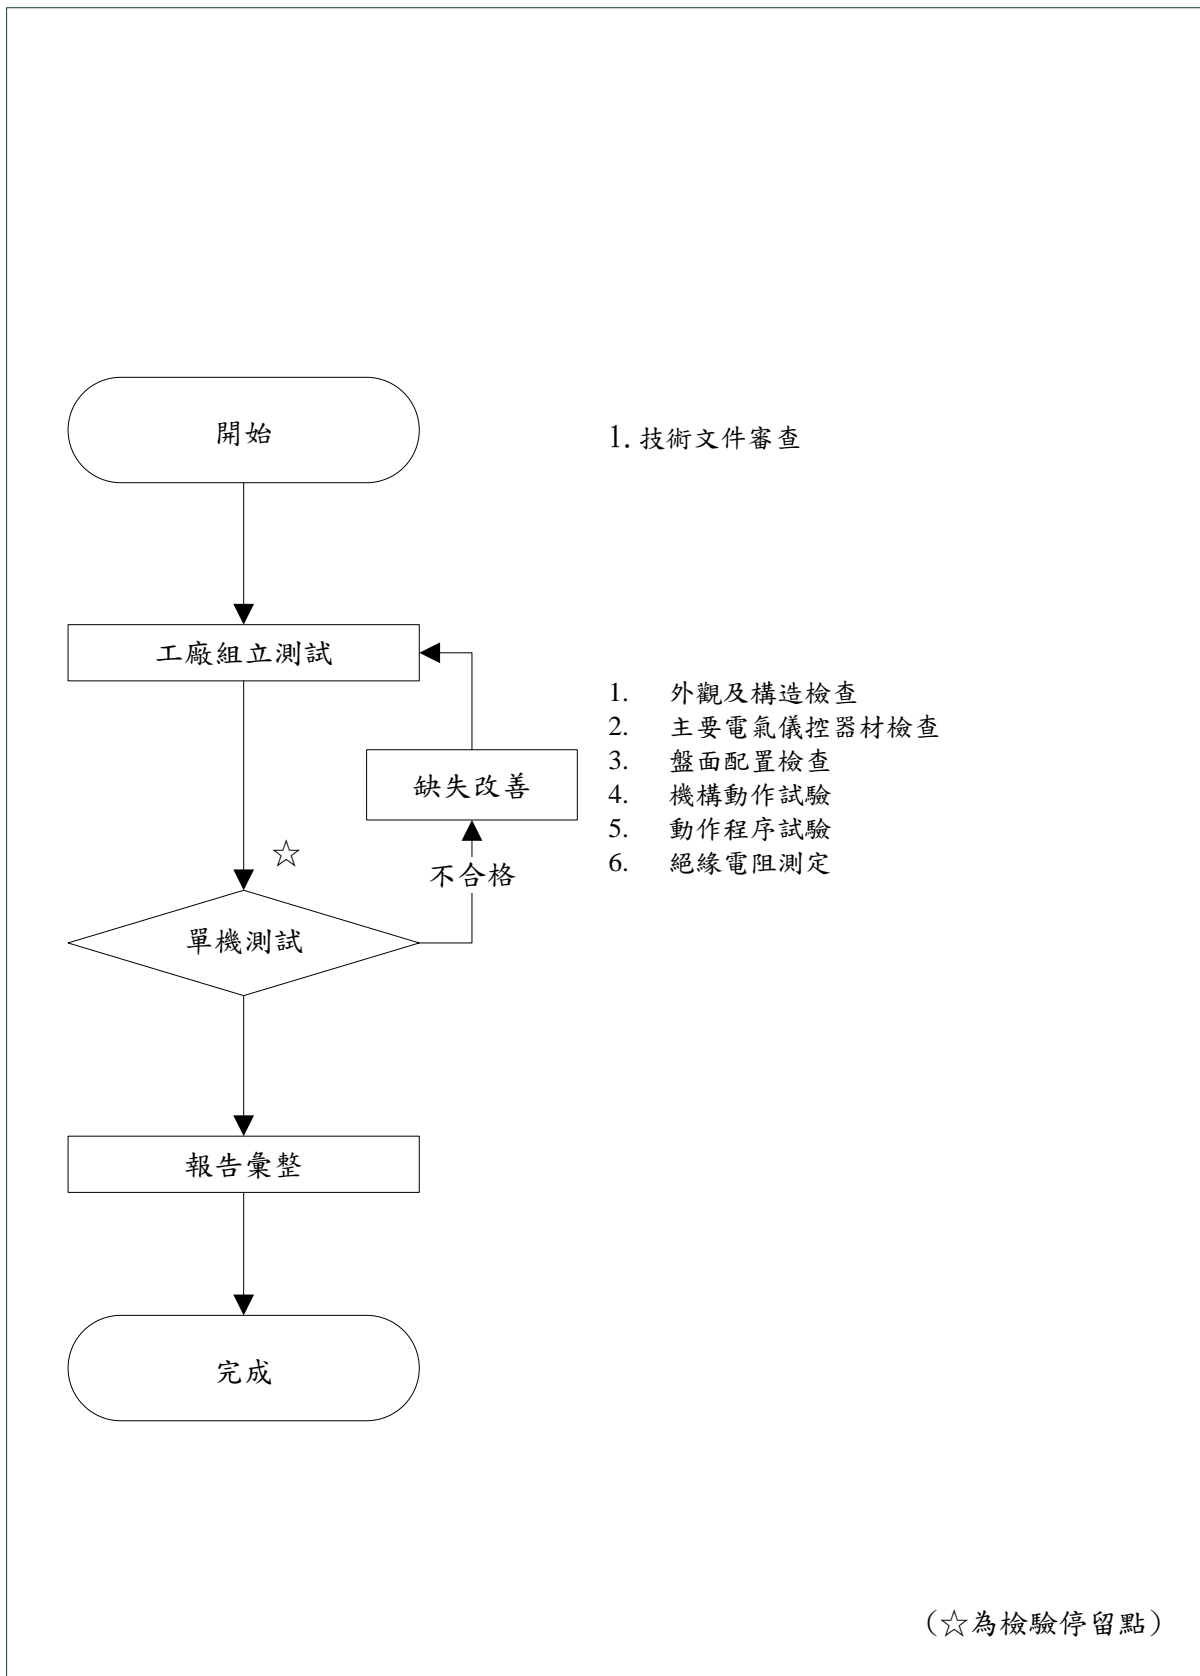 開始
1. 技術文件審查
工廠組立測試
1. 外觀及構造檢查
2. 主要電氣儀控器材檢查
3. 盤面配置檢查
4. 機構動作試驗
5. 動作程序試驗
6. 絕緣電阻測定
缺失改善
☆
不合格
單機測試
報告彙整
完成
(☆為檢驗停留點)